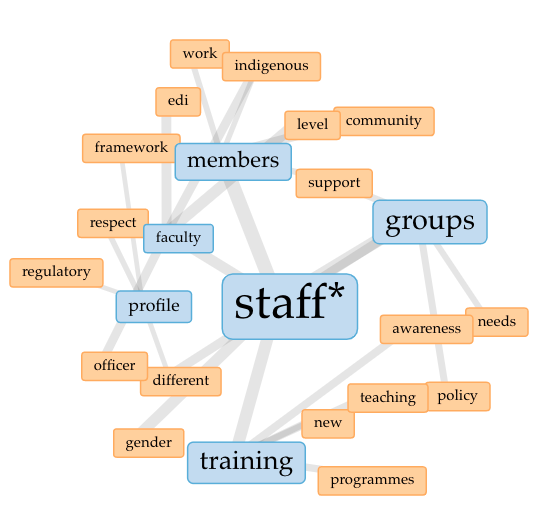 work
indigenous
edi
level
community
framework
members
support
respect
faculty
groups
regulatory
profile
staff*
awareness
needs
officer
different
teaching
policy
new
gender
training
programmes